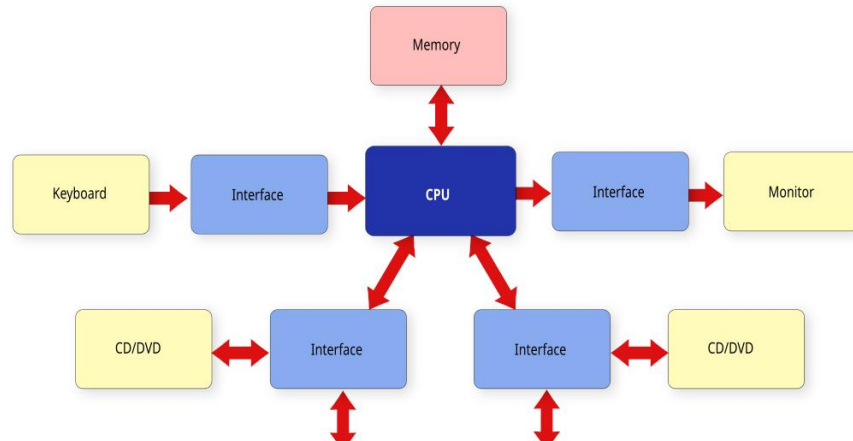 Memory
Keyboard
Interface
CPU
Interface
Monitor
CD/DVD
Interface
Interface
CD/DVD